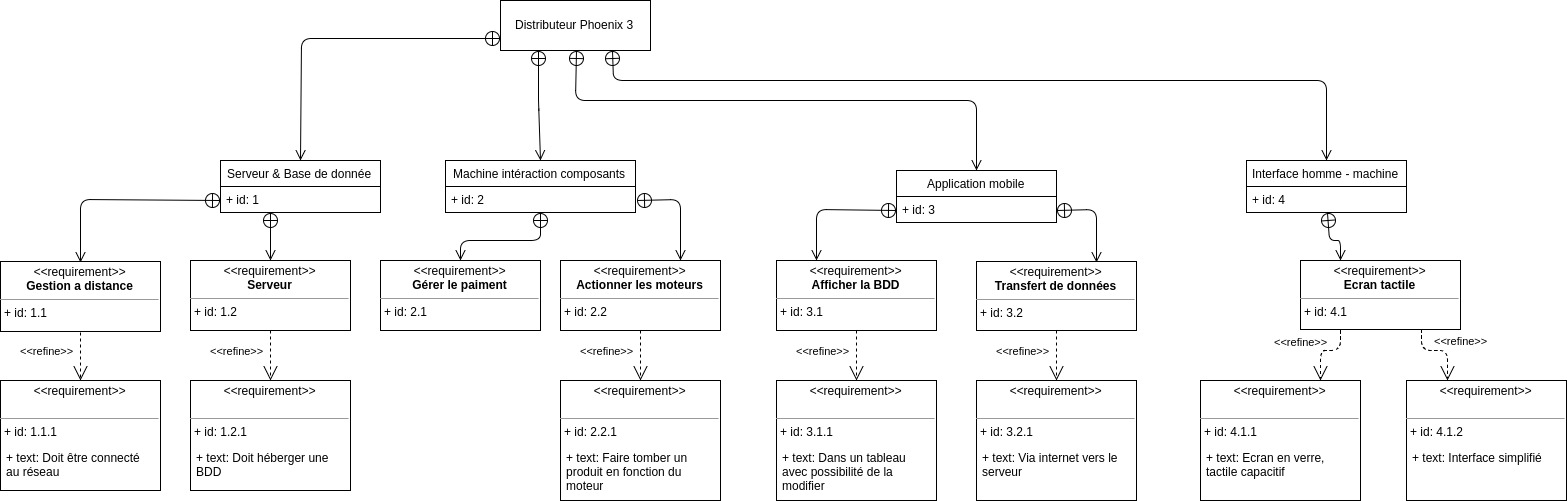 Distributeur Phoenix 3
Serveur & Base de donnée
+ id: 1
Machine intéraction composants
+ id: 2
Application mobile
+ id: 3
Interface homme - machine
+ id: 4
<<requirement>>
Gestion a distance
+ id: 1.1
<<requirement>>
Serveur
+ id: 1.2
<<requirement>>
Gérer le paiment
+ id: 2.1
<<requirement>>
Actionner les moteurs
+ id: 2.2
<<requirement>>
Afficher la BDD
+ id: 3.1
<<requirement>>
Transfert de données
+ id: 3.2
<<requirement>>
Ecran tactile
+ id: 4.1
<<refine>>
<<refine>>
<<refine>>
<<refine>>
<<refine>>
<<refine>>
<<refine>>
<<requirement>>
+ id: 1.1.1
+ text: Doit être connecté
au réseau
<<requirement>>
+ id: 1.2.1
+ text: Doit héberger une
BDD
<<requirement>>
+ id: 2.2.1
+ text: Faire tomber un
produit en fonction du
moteur
<<requirement>>
+ id: 3.1.1
+ text: Dans un tableau
avec possibilité de la
modifier
<<requirement>>
+ id: 3.2.1
+ text: Via internet vers le
serveur
<<requirement>>
+ id: 4.1.1
+ text: Ecran en verre,
tactile capacitif
<<requirement>>
+ id: 4.1.2
+ text: Interface simplifié